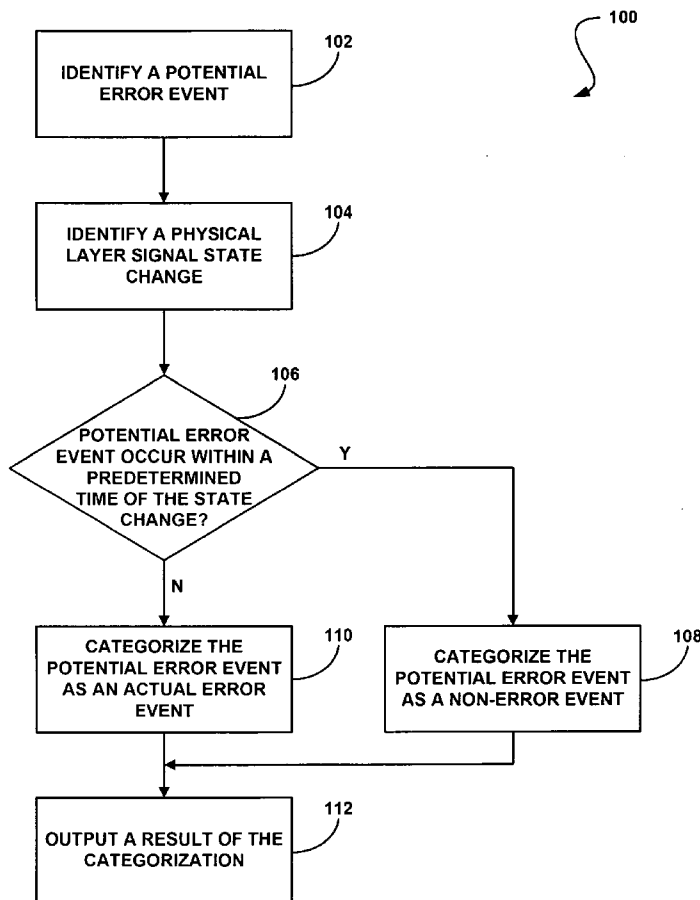 100
102
IDENTIFY A POTENTIAL
ERROR EVENT
104
IDENTIFY A PHYSICAL
LAYER SIGNAL STATE
CHANGE
106
POTENTIAL ERROR
EVENT OCCUR WITHIN A
PREDETERMINED
TIME OF THE STATE
CHANGE?
Y
N
110
CATEGORIZE THE
POTENTIAL ERROR EVENT
AS AN ACTUAL ERROR
EVENT
108
CATEGORIZE THE
POTENTIAL ERROR EVENT
AS A NON-ERROR EVENT
112
OUTPUT A RESULT OF THE
CATEGORIZATION